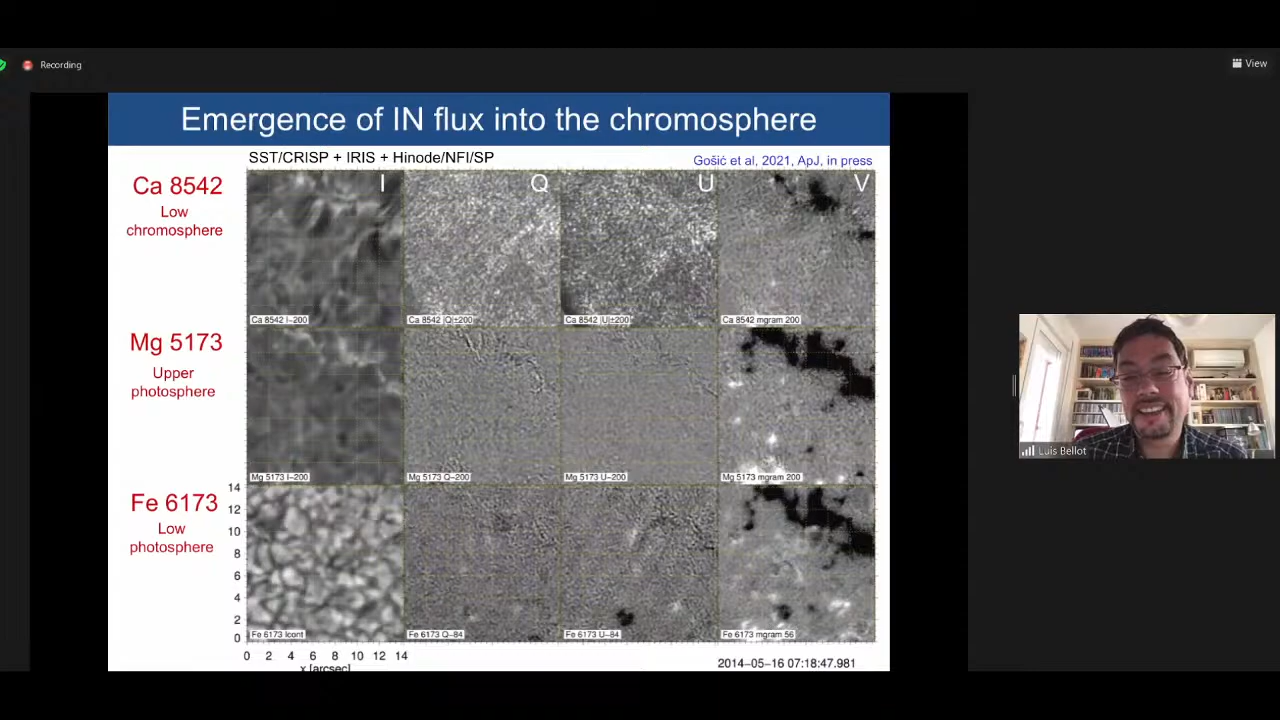 Recording
View
Emergence of IN flux into the chromosphere
SST/CRISP + IRIS + Hinode/NFI/SP
Gošić et al, 2021, ApJ, in press
Ca 8542
Low
chromosphere
I
Q
U
V
Ca 8542 I-200
Ca 8542 |Q|±200
Ca 8542 |U|±200
Ca 8542 mgram 200
Mg 5173
Upper
photosphere
Mg 5173 I-200
Mg 5173 Q-200
Mg 5173 U-200
Mg 5173 mgram 200
Fe 6173
Low
photosphere
14
12
10
8
6
4
2
0
Fe 6173 Icont
Fe 6173 Q-84
Fe 6173 U-84
Fe 6173 mgram 56
0 2 4 6 8 10 12 14
x [arcsec]
2014-05-16 07:18:47.981
Luis Bellot